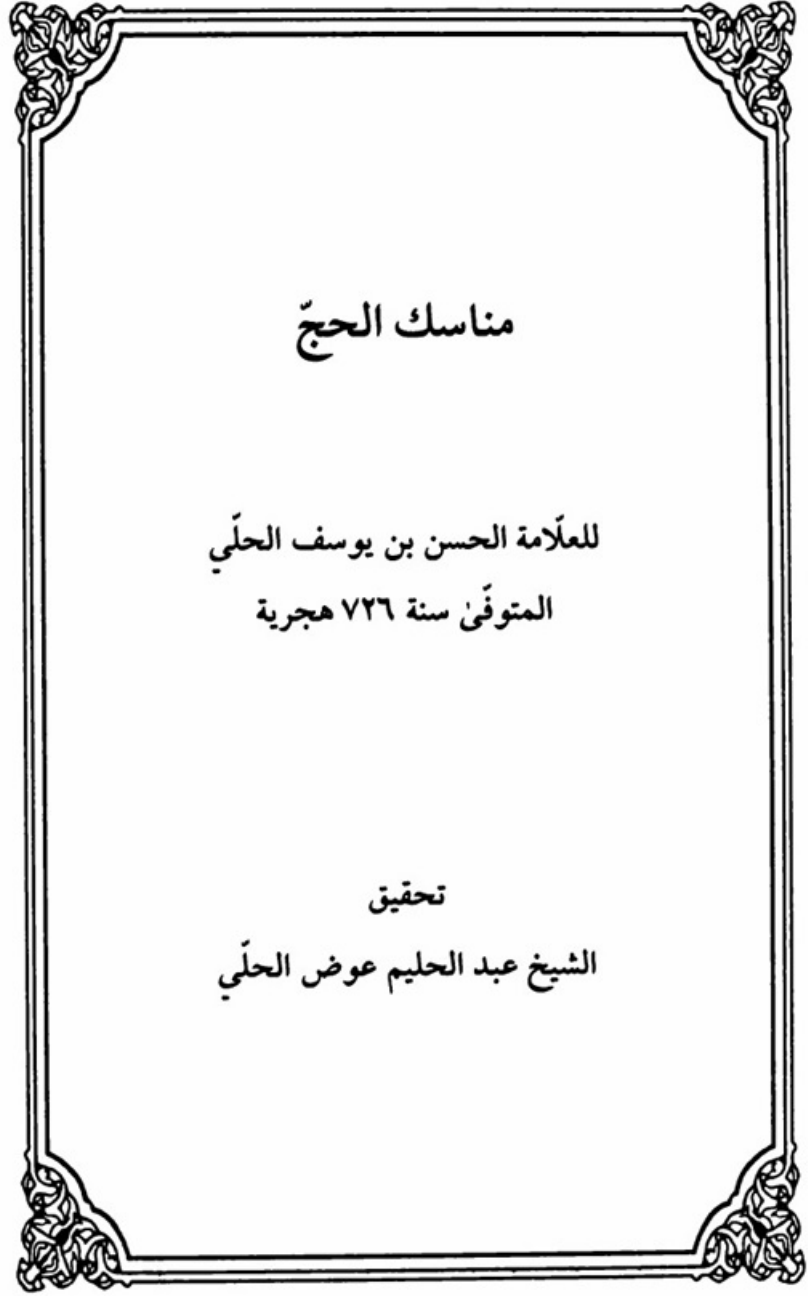 مناسك الحجّ
للعلّامة الحسن بن يوسف الحلّي
المتوفّىٰ سنة ٧٢٦ هجرية
تحقيق
الشيخ عبد الحليم عوض الحلّي